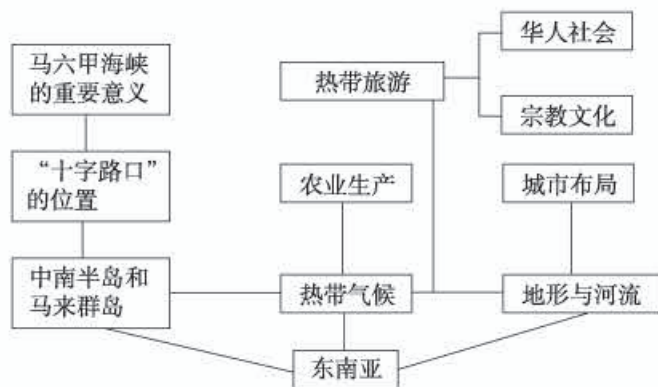 华人社会
马六甲海峡
的重要意义
热带旅游
宗教文化
“十字路口”
的位置
农业生产
城市布局
中南半岛和
马来群岛
热带气候
地形与河流
东南亚